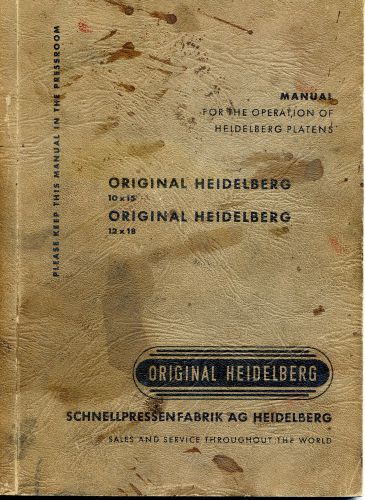 PLEASE KEEP THIS MANUAL IN THE PRESSROOM
MANUAL
FOR THE OPERATION OF
HEIDELBERG PLATENS
ORIGINAL HEIDELBERG
10 x 15
ORIGINAL HEIDELBERG
12 x 18
ORIGINAL HEIDELBERG
SCHNELLPRESSENFABRIK AG HEIDELBERG
SALES AND SERVICE THROUGHOUT THE WORLD